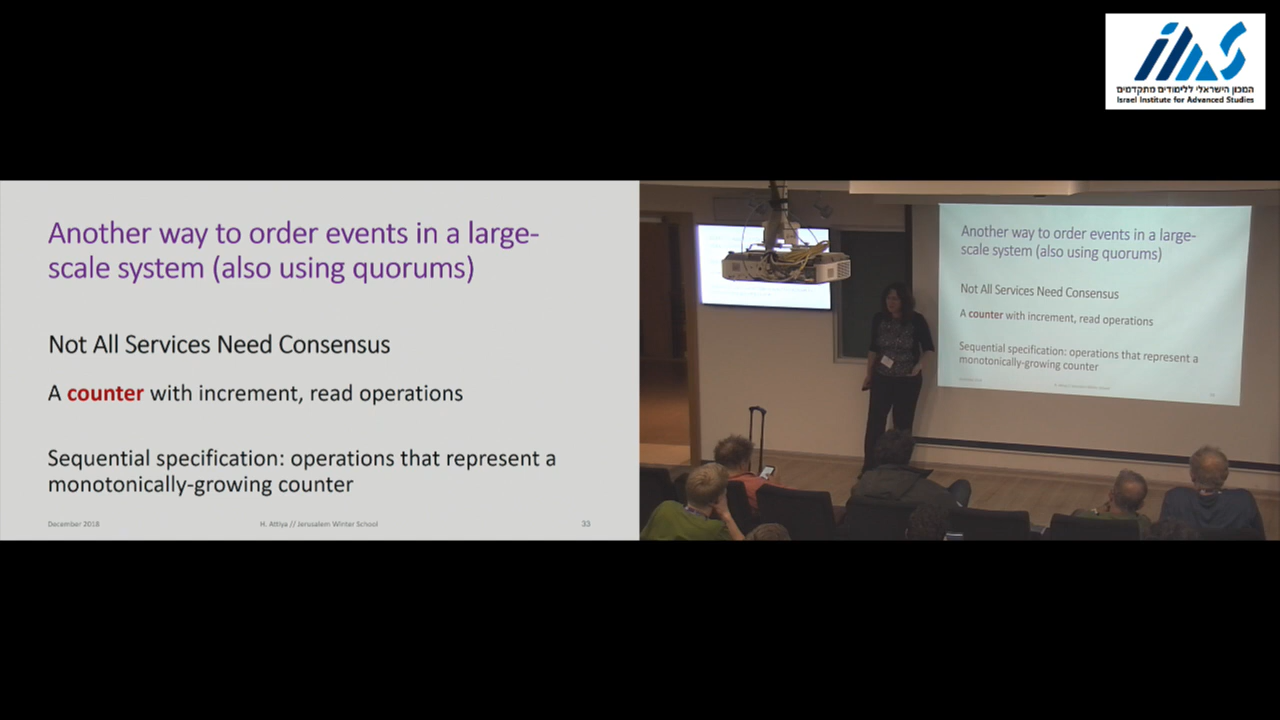 המכון הישראלי ללימודים מתקדמים
Israel Institute for Advanced Studies
Another way to order events in a large-
scale system (also using quorums)
Not All Services Need Consensus
A counter with increment, read operations
Sequential specification: operations that represent a
monotonically-growing counter
December 2018
H. Attiya // Jerusalem Winter School
33
Another way to order events in a large-
scale system (also using quorums)
Not All Services Need Consensus
A counter with increment, read operations
Sequential specification: operations that represent a
monotonically-growing counter